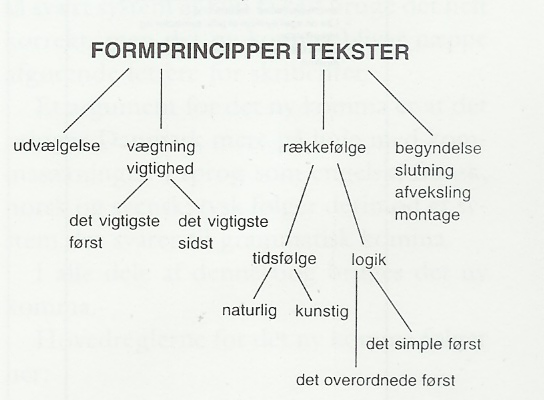 FORMPRINCIPPER I TEKSTER
udvælgelse
vægtning
vigtighed
rækkefølge
begyndelse
slutning
afveksling
montage
det vigtigste
først
det vigtigste
sidst
tidsfølge
logik
naturlig
kunstig
det simple først
det overordnede først